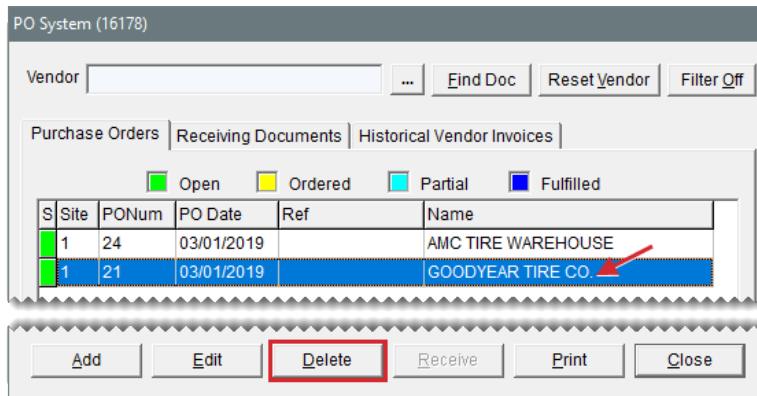 PO System (16178)
Vendor ... Find Doc Reset Vendor Filter Off
Purchase Orders Receiving Documents Historical Vendor Invoices
Open Ordered Partial Fulfilled
S Site PONum PO Date Ref Name
1 24 03/01/2019 AMC TIRE WAREHOUSE
1 21 03/01/2019 GOODYEAR TIRE CO.
Add Edit Delete Receive Print Close